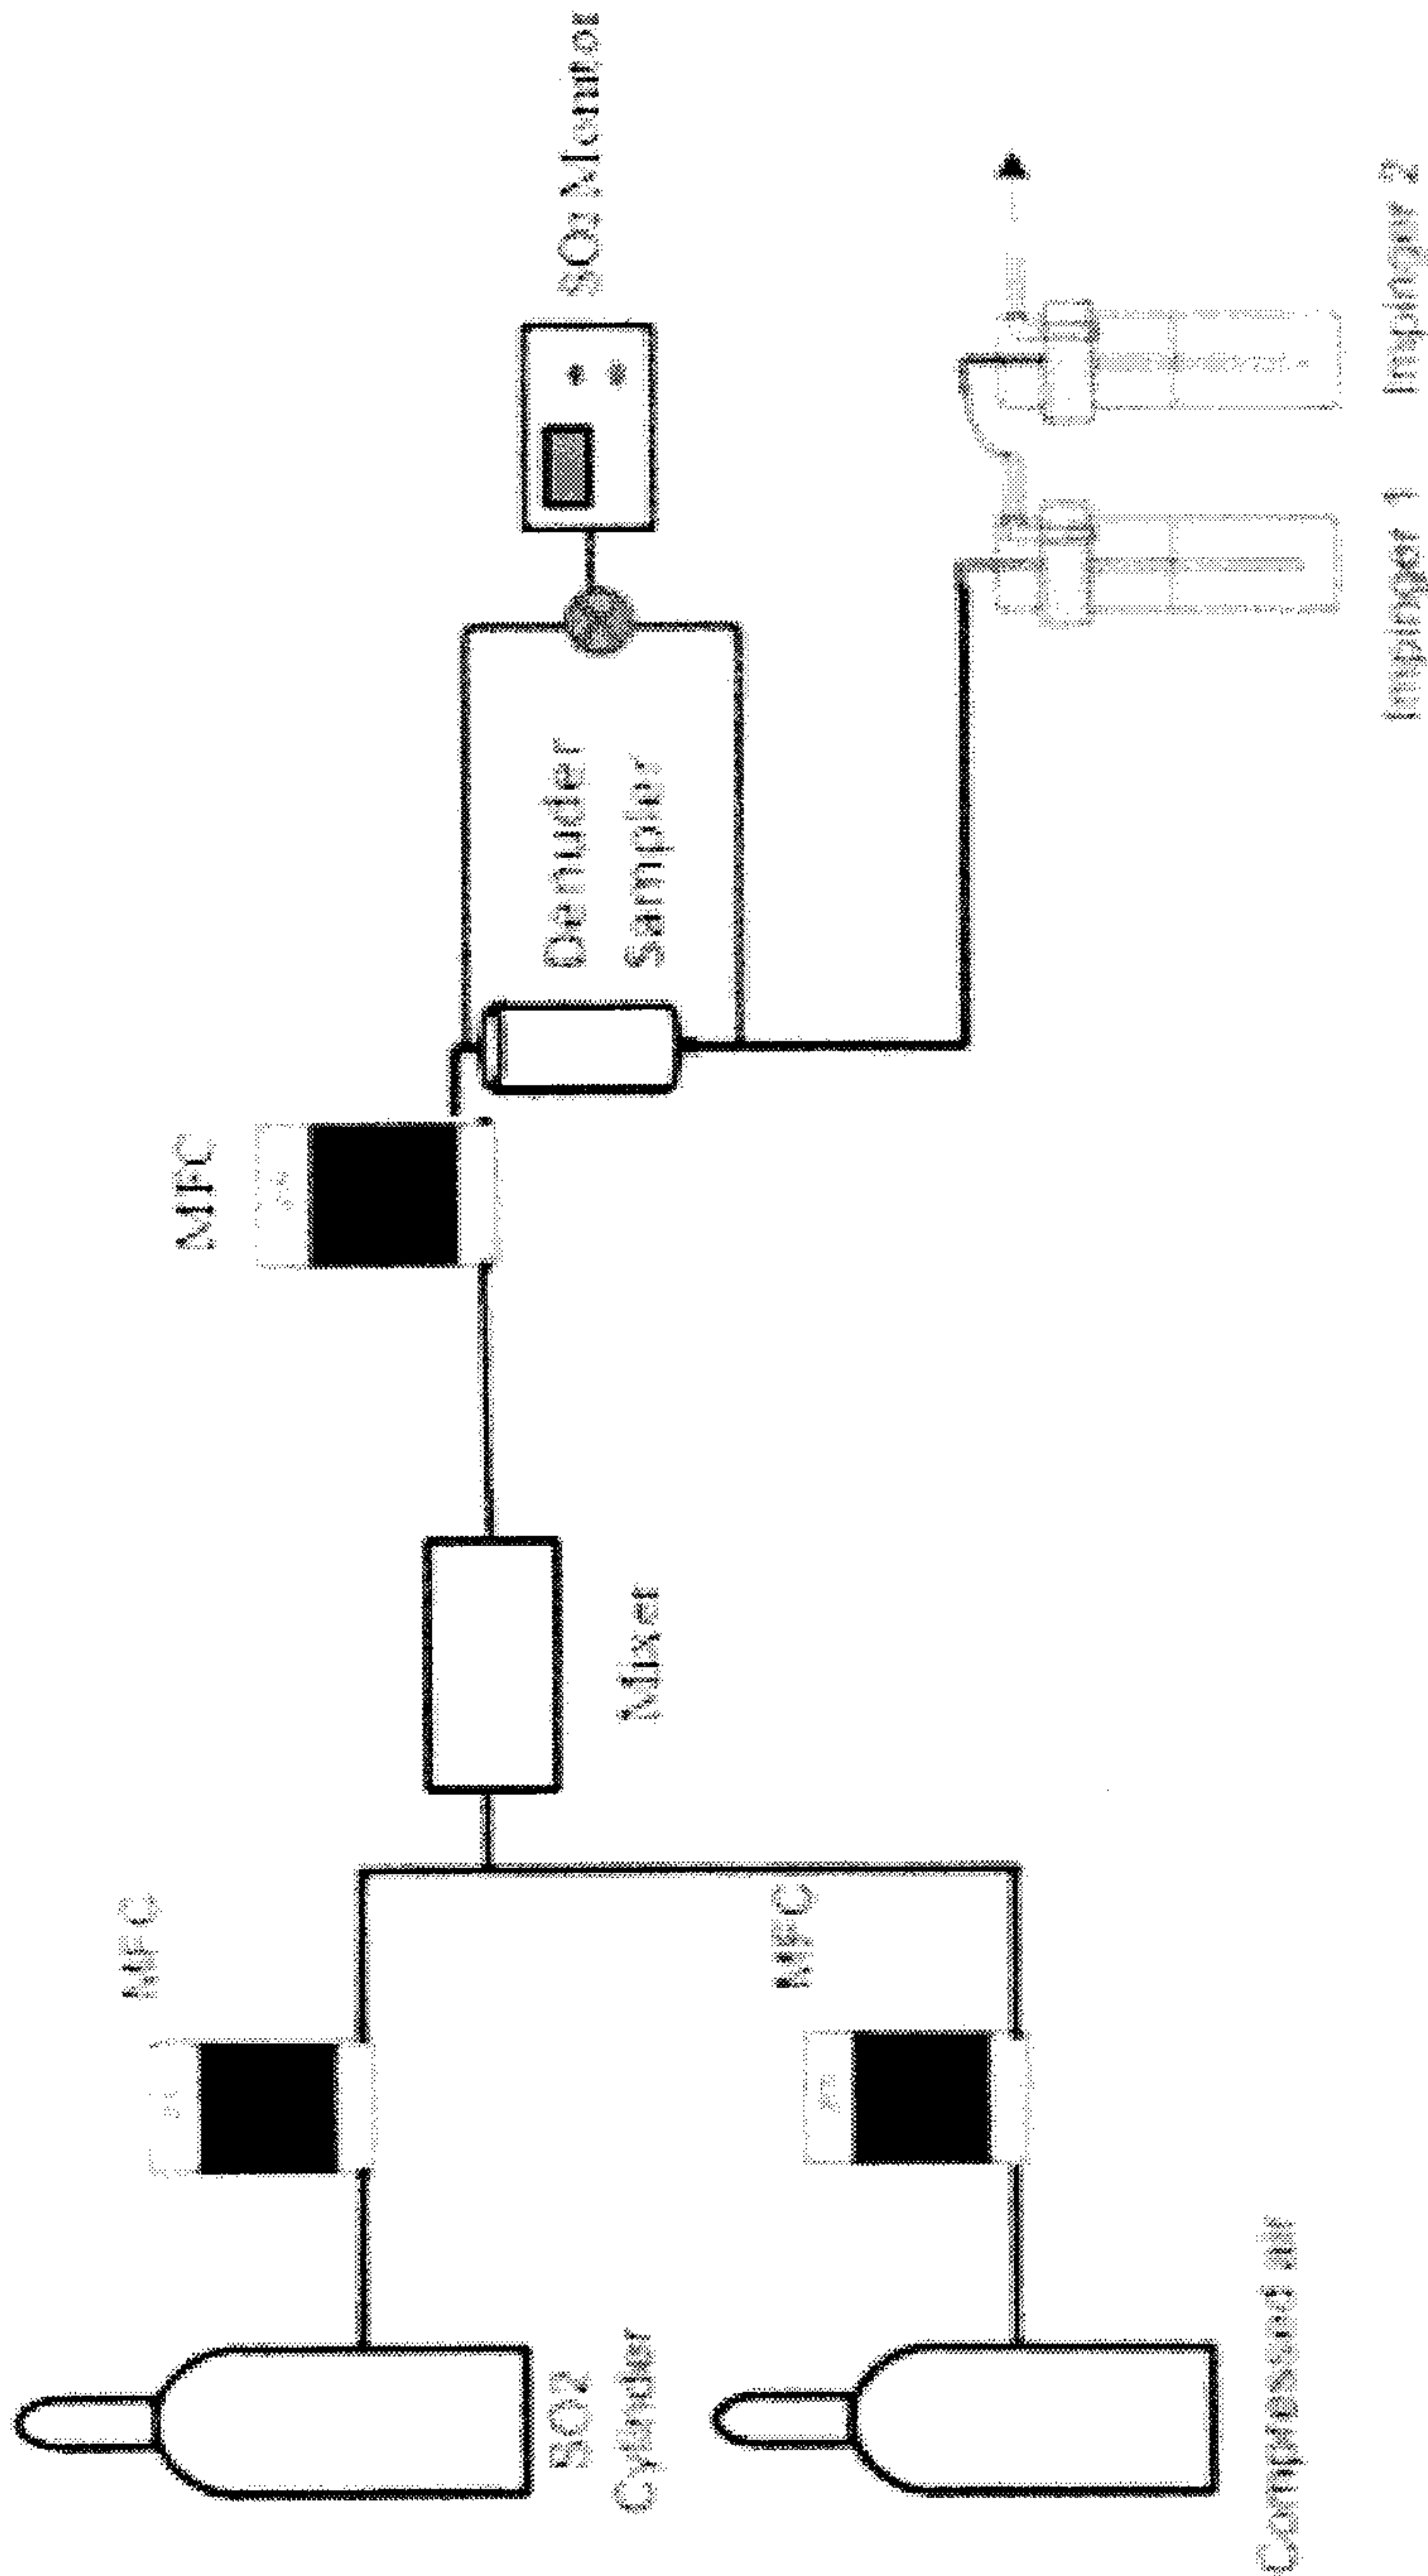 SO2
Cylinder
Compressed air
MFC
MFC
Mixer
MFC
Denuder
Sampler
SO₂ Monitor
Impinger 1
Impinger 2